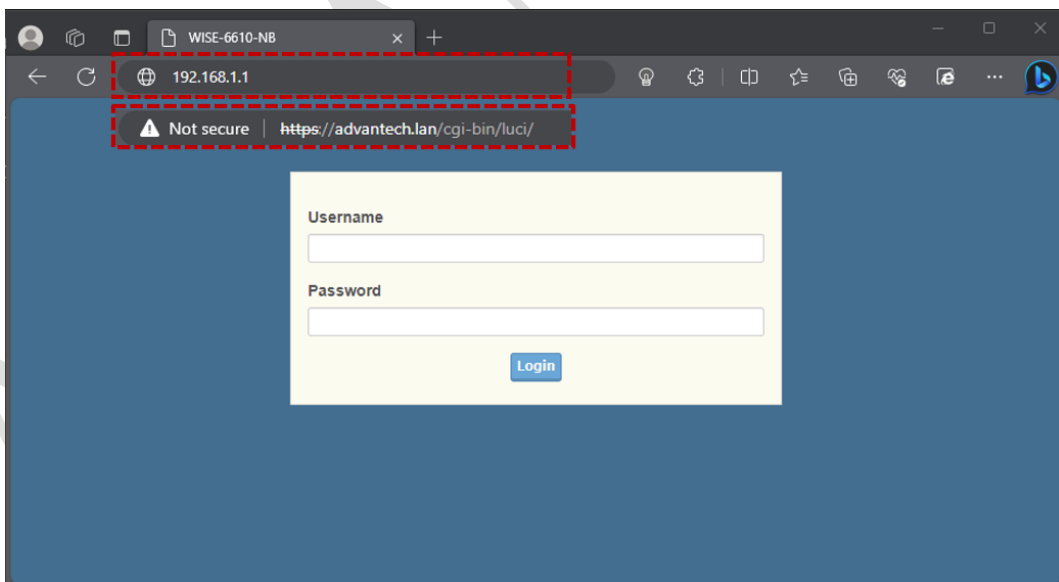 WISE-6610-NB
192.168.1.1
Not secure https://advantech.lan/cgi-bin/luci/
Username
Password
Login